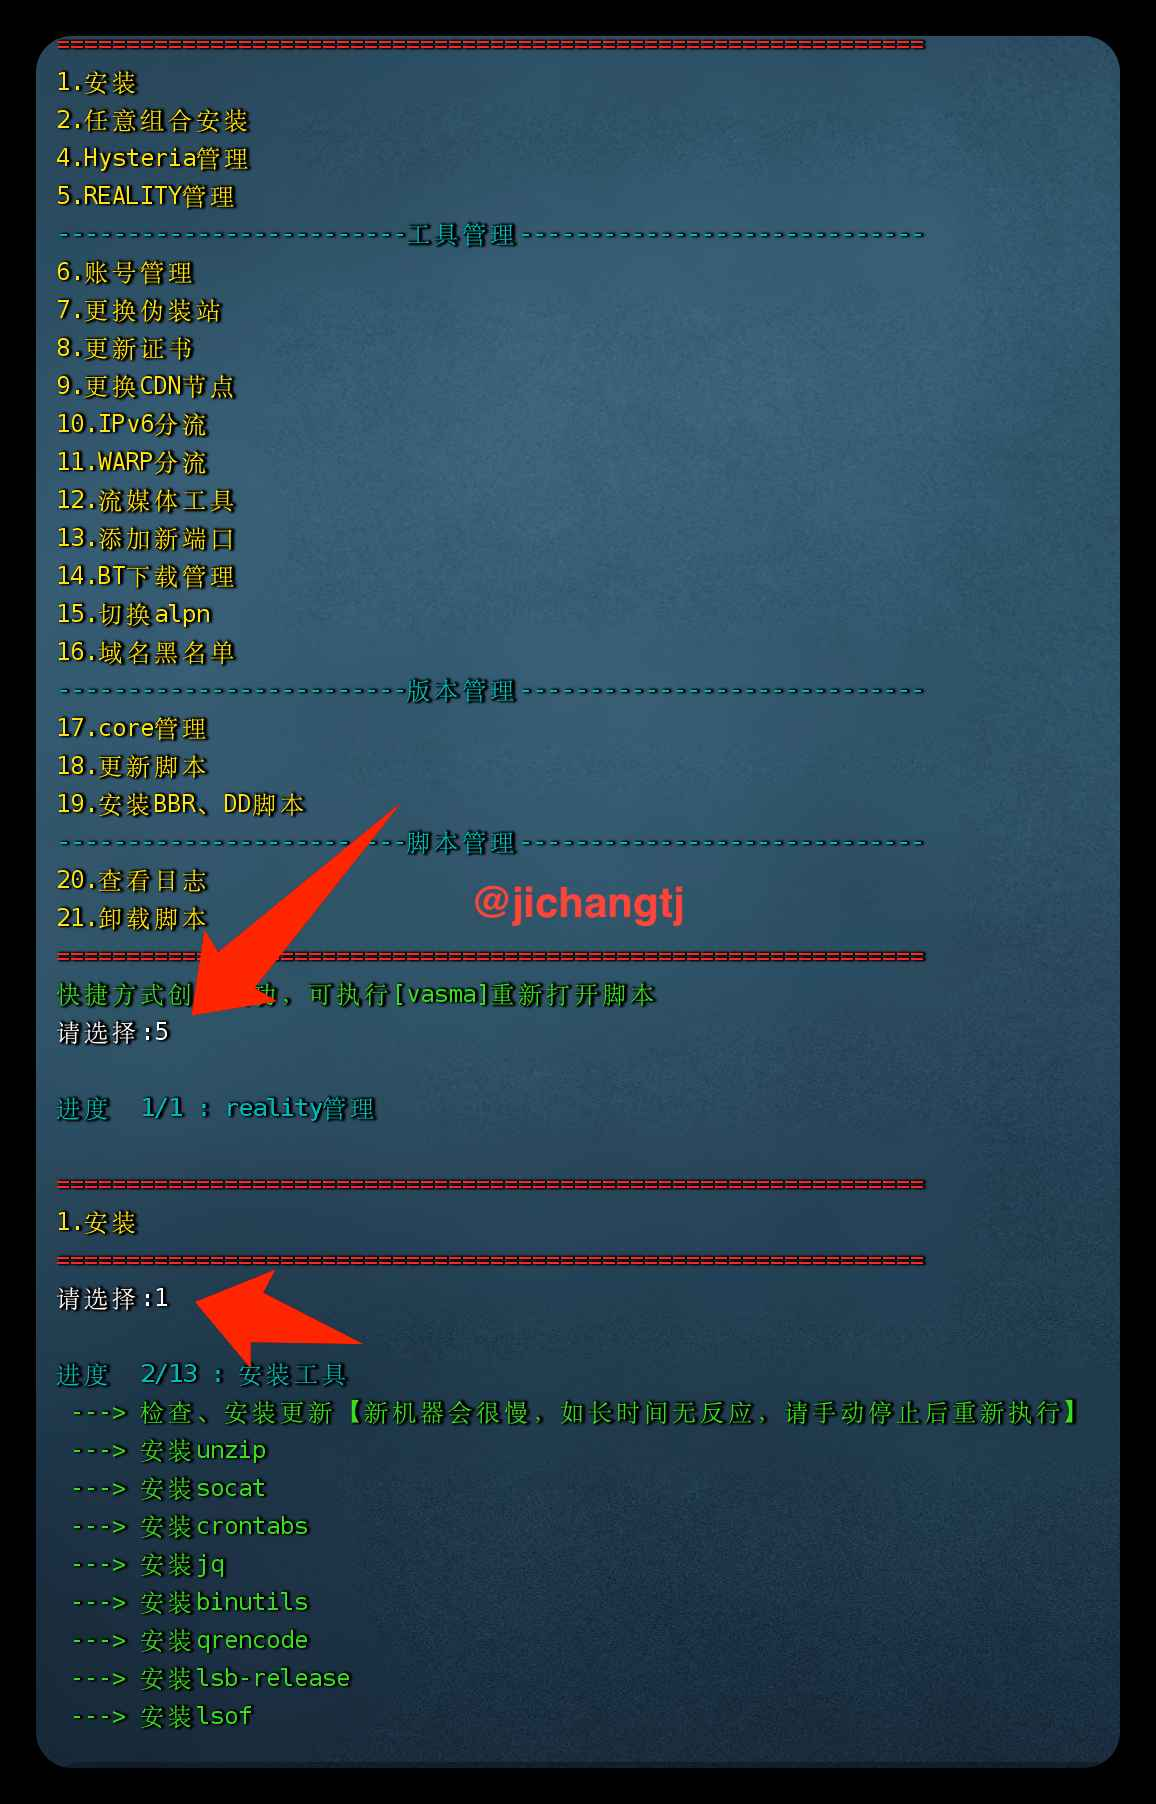 ==============================================================
1.安装
2.任意组合安装
4.Hysteria管理
5.REALITY管理
-------------------------工具管理-----------------------------
6.账号管理
7.更换伪装站
8.更新证书
9.更换CDN节点
10.IPv6分流
11.WARP分流
12.流媒体工具
13.添加新端口
14.BT下载管理
15.切换alpn
16.域名黑名单
-------------------------版本管理-----------------------------
17.core管理
18.更新脚本
19.安装BBR、DD脚本
-------------------------脚本管理-----------------------------
20.查看日志
@jichangtj
21.卸载脚本
==============================================================
快捷方式创 功，可执行[vasma]重新打开脚本
请选择:5
进度  1/1 : reality管理
==============================================================
1.安装
==============================================================
请选择:1
进度  2/13 : 安装工具
 ---> 检查、安装更新【新机器会很慢，如长时间无反应，请手动停止后重新执行】
 ---> 安装unzip
 ---> 安装socat
 ---> 安装crontabs
 ---> 安装jq
 ---> 安装binutils
 ---> 安装qrencode
 ---> 安装lsb-release
 ---> 安装lsof